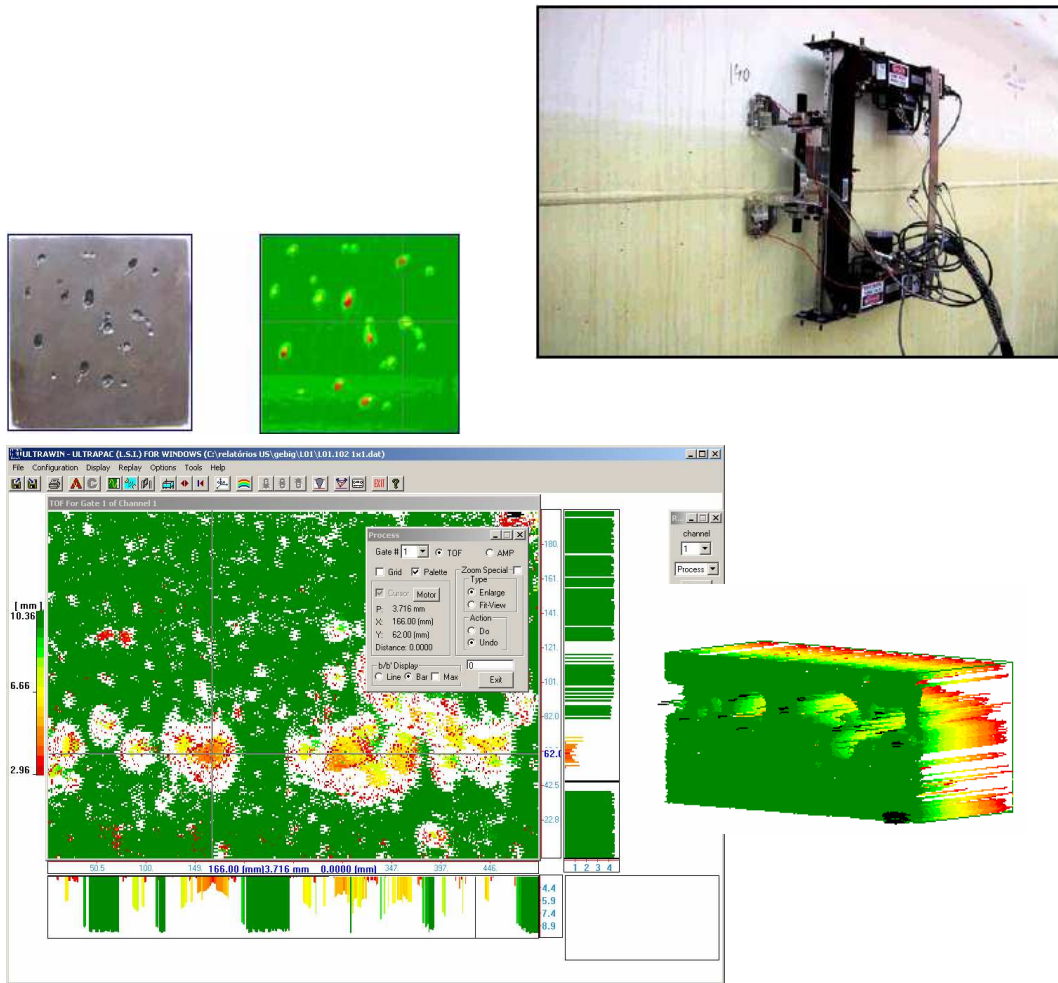 140
ULTRAWIN - ULTRAPAC (L.S.I.) FOR WINDOWS (C:\relatórios US\gebig\L01\L01.102 1x1.dat)
File Configuration Display Replay Options Tools Help
EXIT ?
TOF For Gate 1 of Channel 1
Process
Gate # 1 TOF AMP
Grid Palette
Zoom Special
Type
Cursor Motor
Enlarge
Fit-View
P: 3.716 mm
X: 166.00 (mm)
Y: 62.00 (mm)
Distance: 0.0000
Action
Do
Undo
b/b' Display
Line Bar Max
0
Exit
R...
channel
1
Process
[ mm ]
10.36
6.66
2.96
180.
161.
141.
121.
101.
82.0
62.0
42.5
22.8
50.5 100. 149. 166.00 (mm) 3.716 mm 0.0000 (mm) 347. 397. 446.
1 2 3 4
4.4
5.9
7.4
8.9